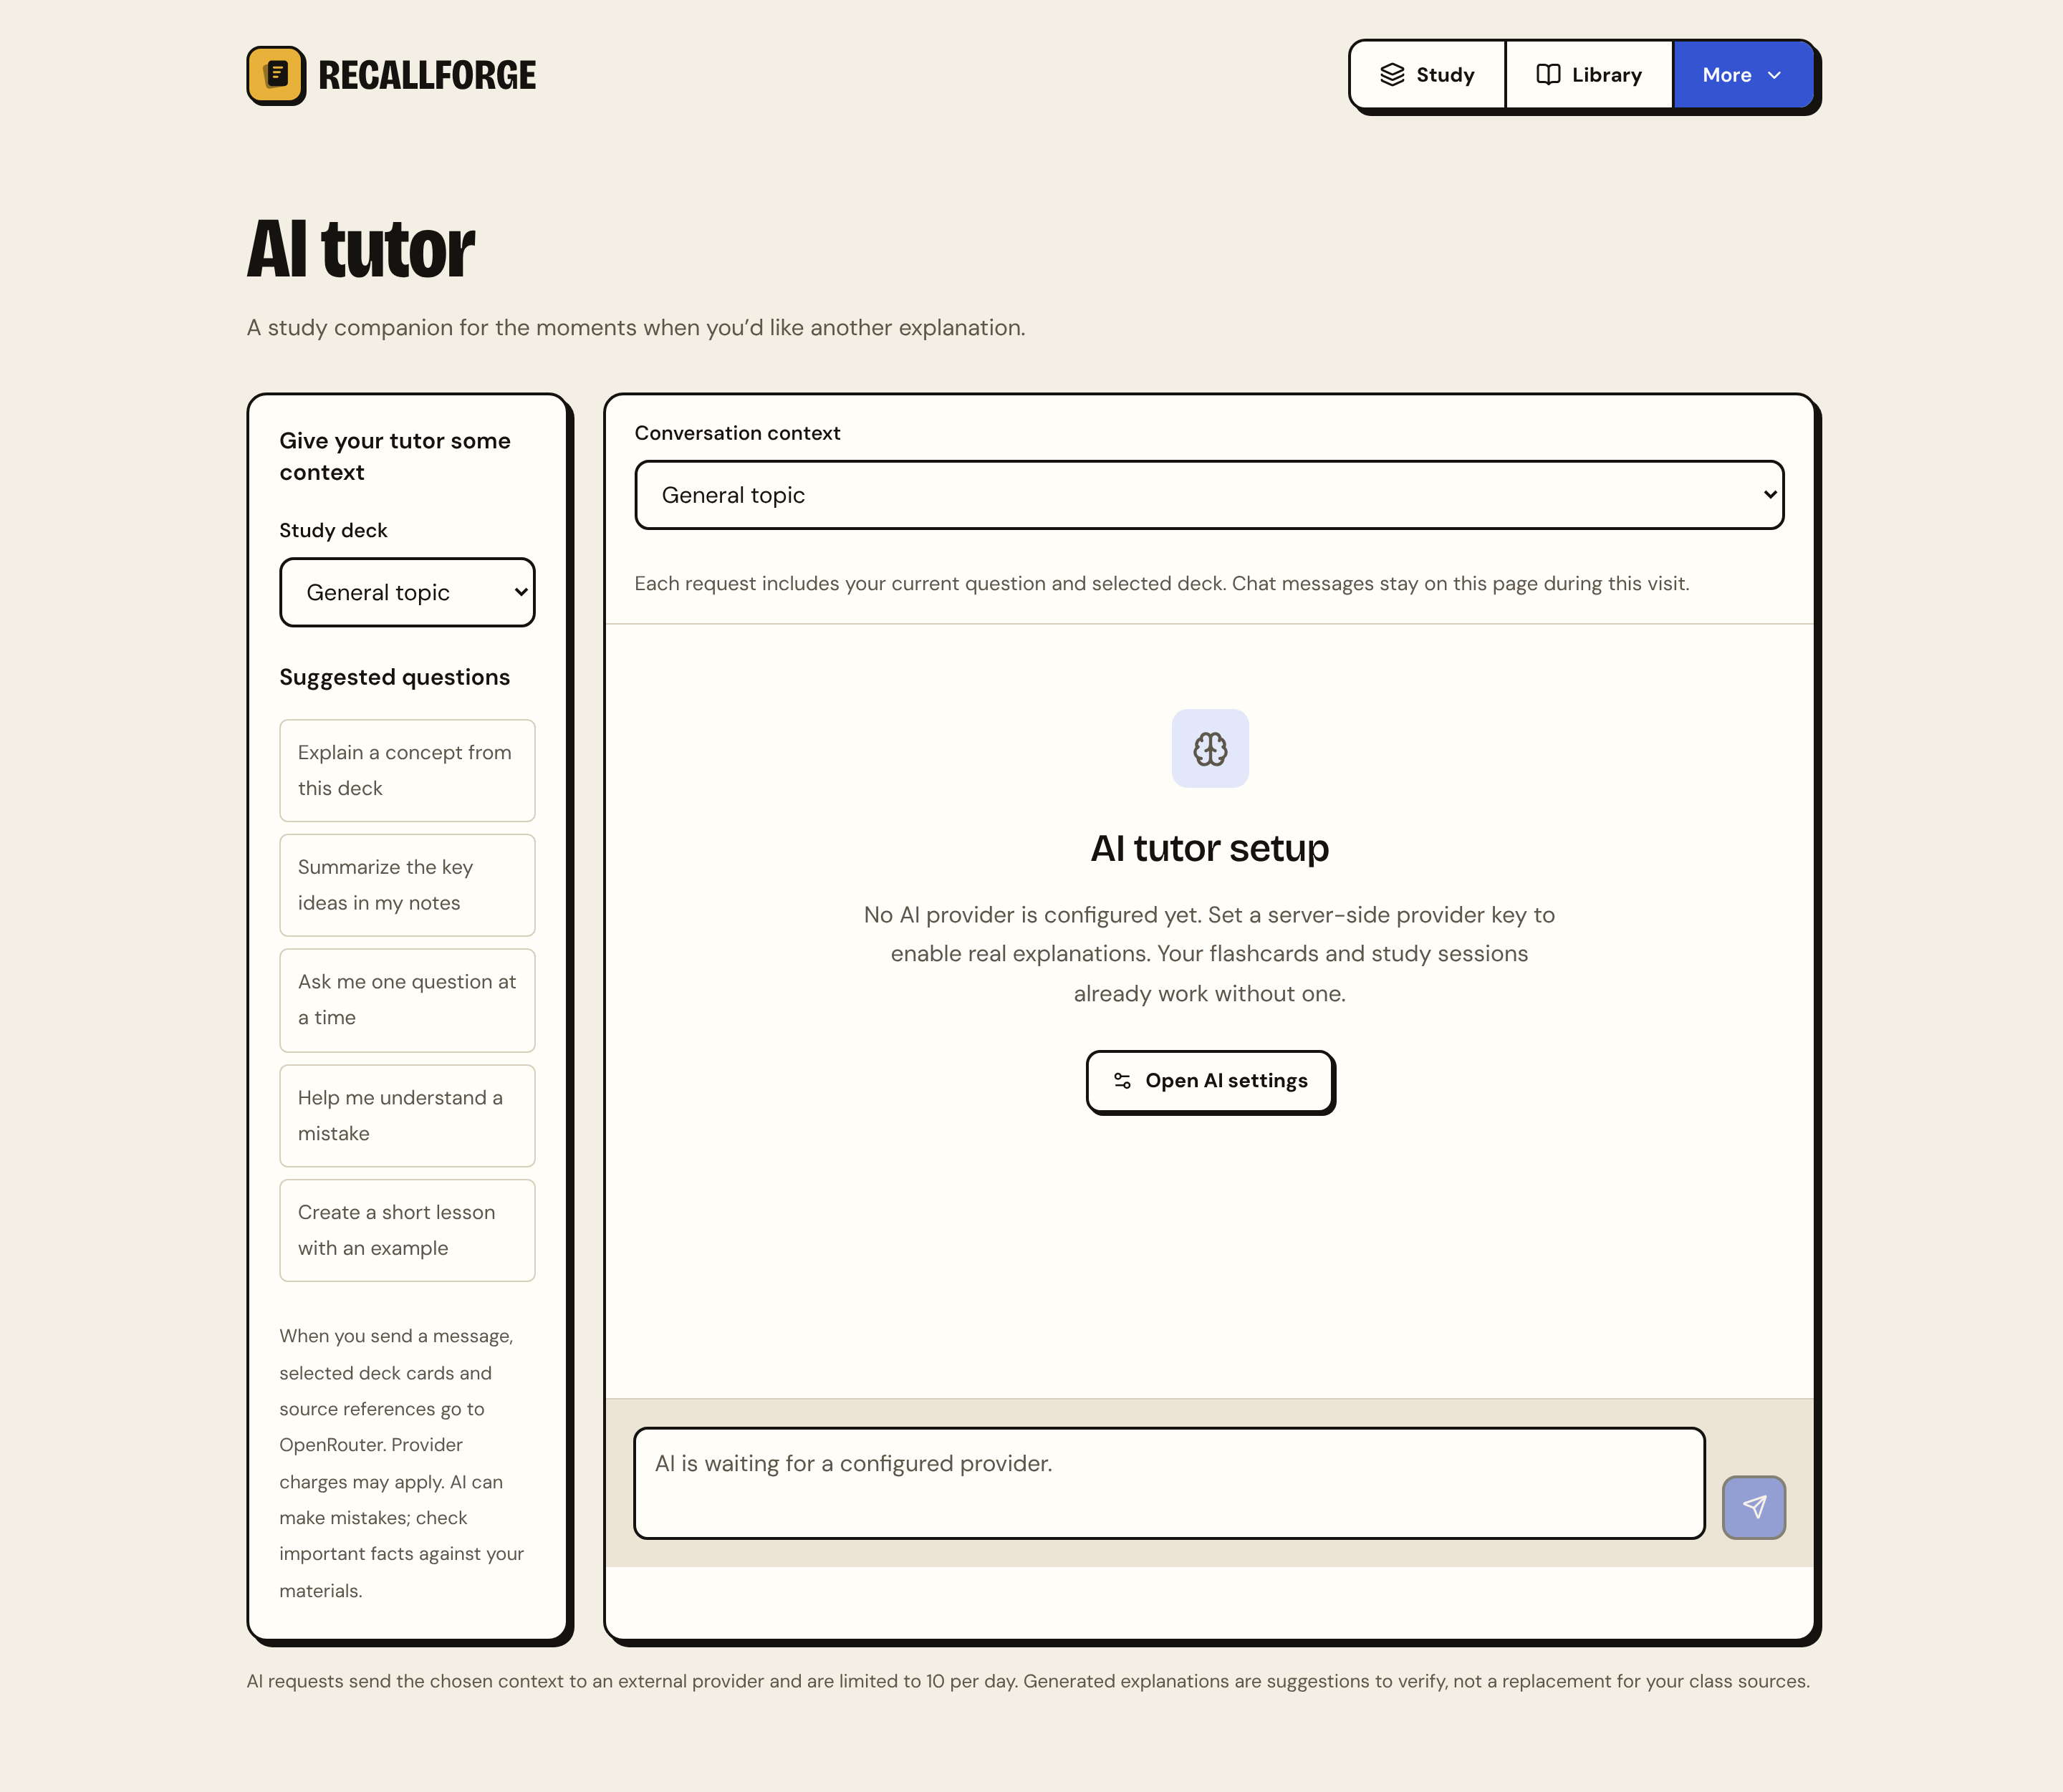 RECALLFORGE
Study
Library
More
AI tutor
A study companion for the moments when you’d like another explanation.
Give your tutor some
context
Study deck
General topic
Suggested questions
Explain a concept from
this deck
Summarize the key
ideas in my notes
Ask me one question at
a time
Help me understand a
mistake
Create a short lesson
with an example
When you send a message,
selected deck cards and
source references go to
OpenRouter. Provider
charges may apply. AI can
make mistakes; check
important facts against your
materials.
Conversation context
General topic
Each request includes your current question and selected deck. Chat messages stay on this page during this visit.
AI tutor setup
No AI provider is configured yet. Set a server-side provider key to
enable real explanations. Your flashcards and study sessions
already work without one.
Open AI settings
AI is waiting for a configured provider.
AI requests send the chosen context to an external provider and are limited to 10 per day. Generated explanations are suggestions to verify, not a replacement for your class sources.